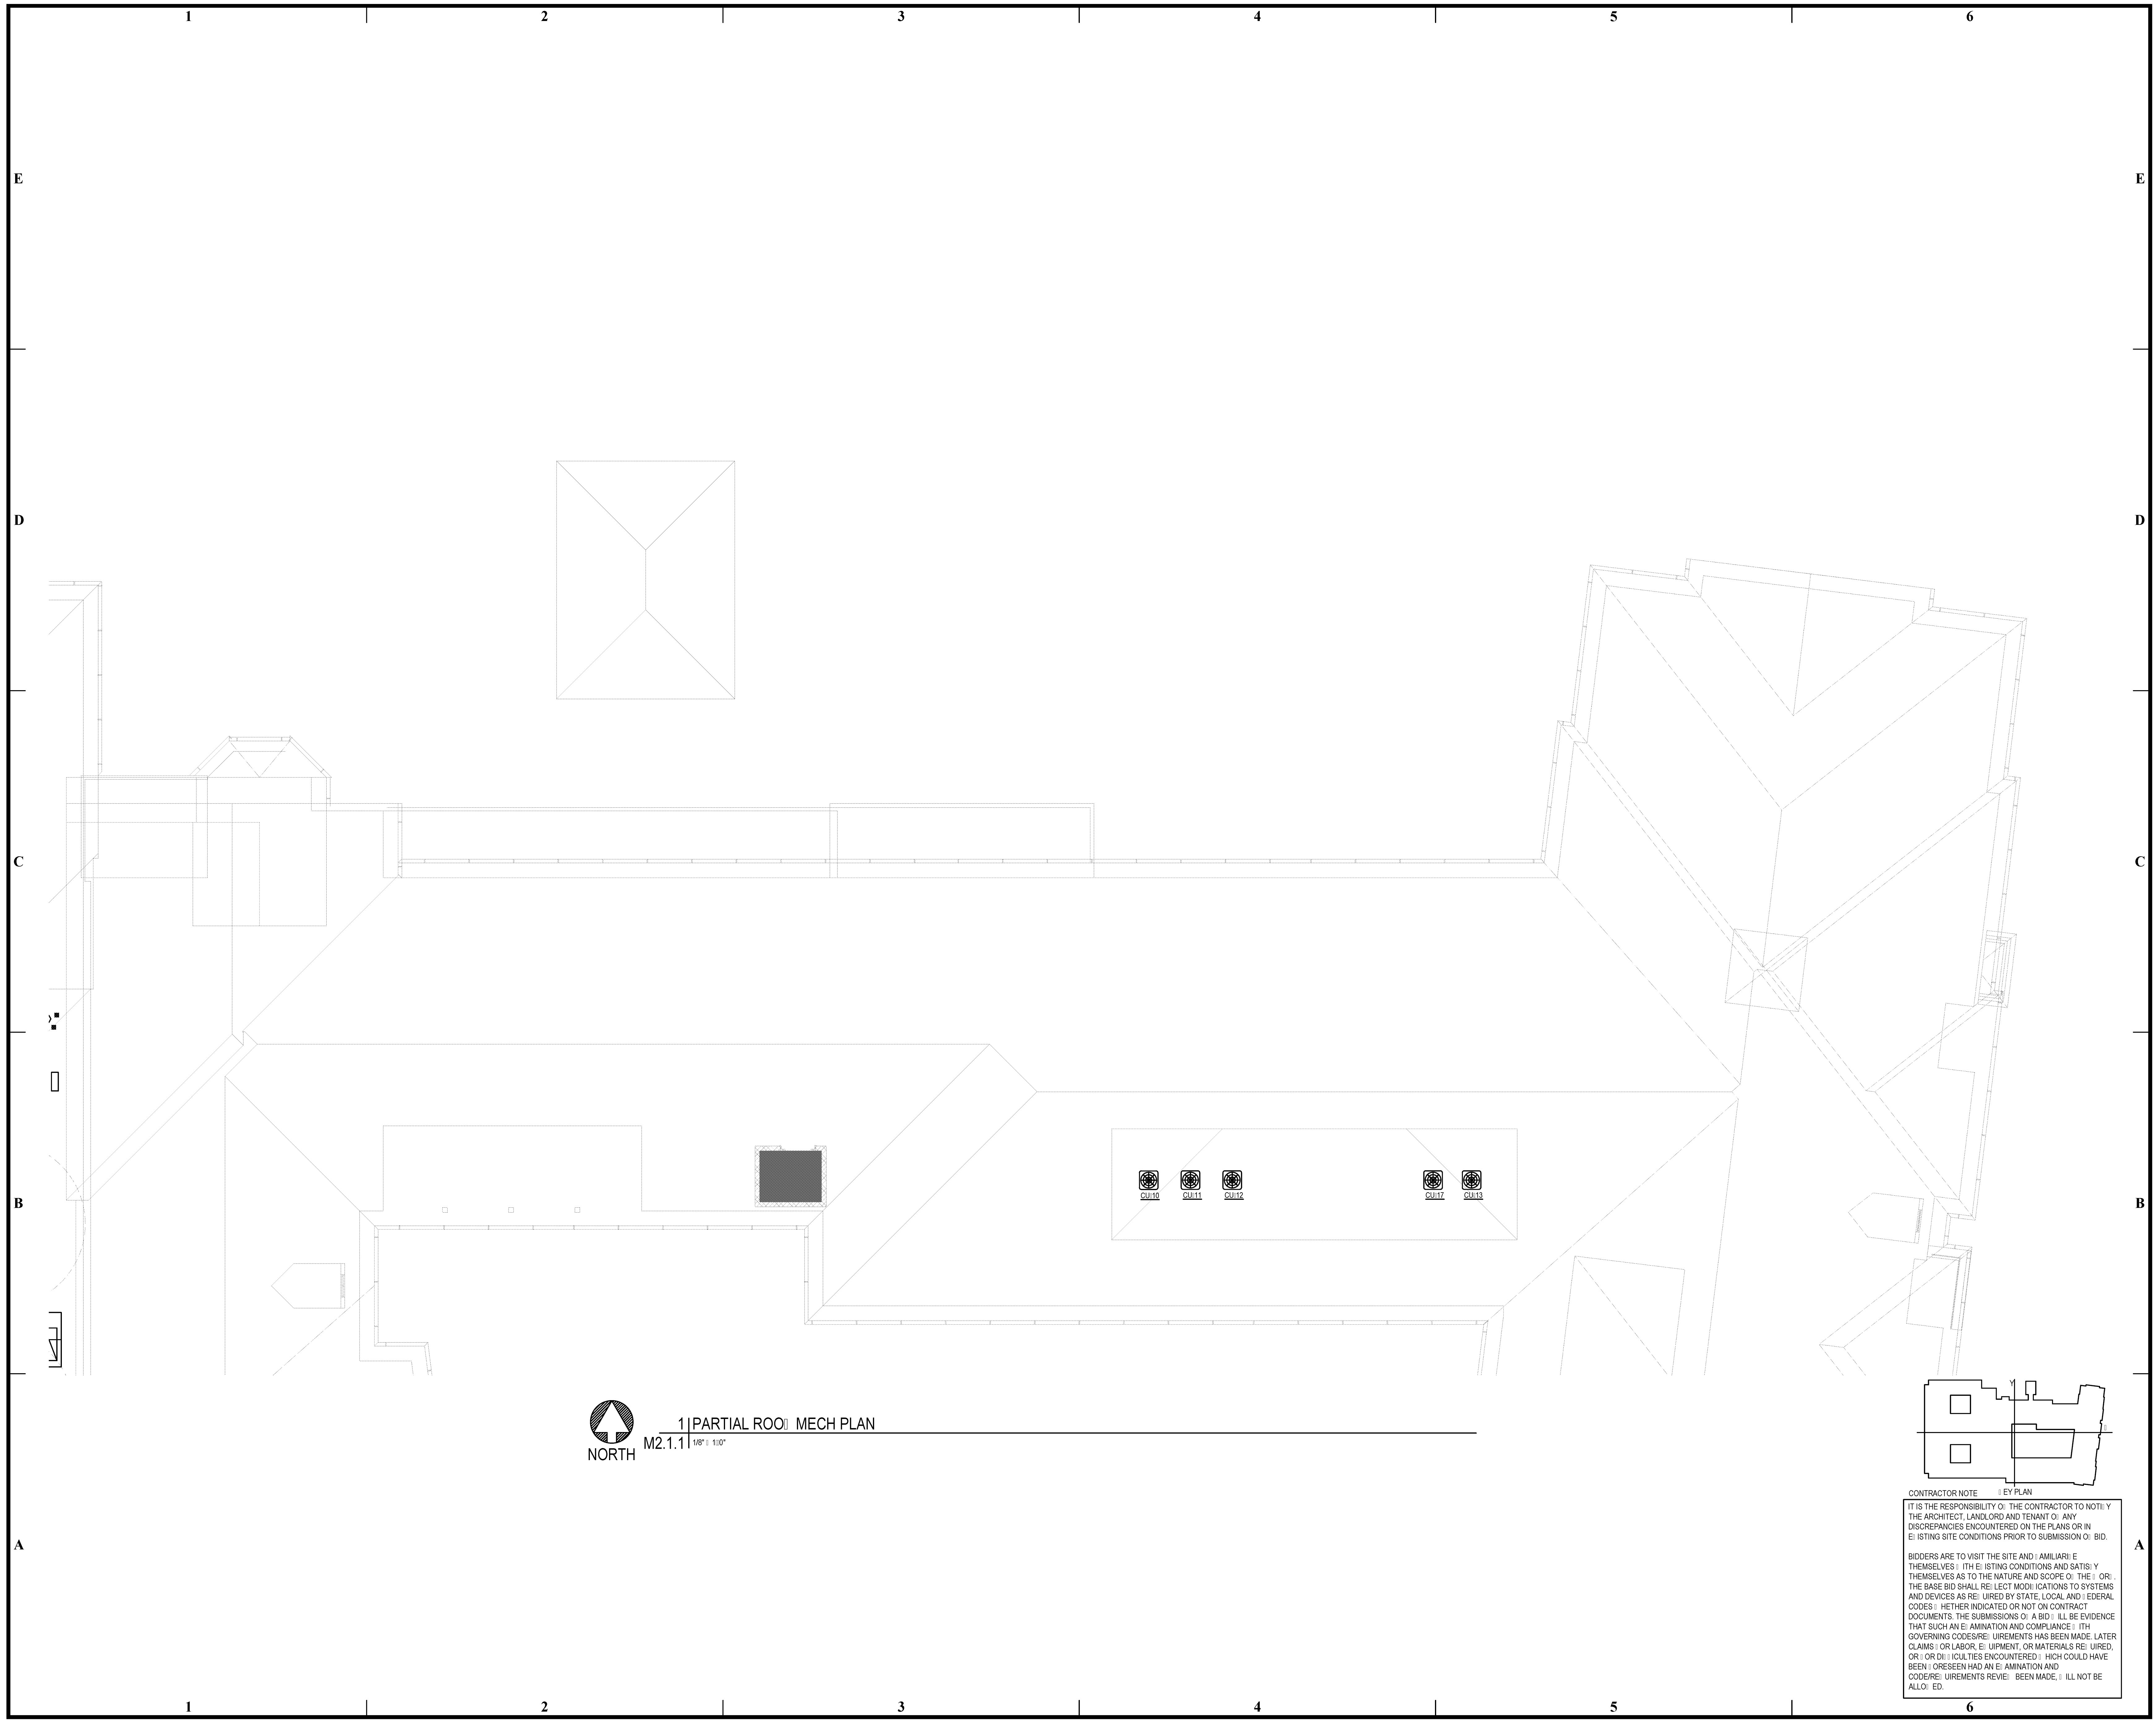 1 2 3 4 5 6
E E
D D
C C
B B
CU▯10 CU▯11 CU▯12 CU▯17 CU▯13
1 PARTIAL ROO▯ MECH PLAN
M2.1.1 1/8" ▯ 1▯0"
NORTH
Y
▯
CONTRACTOR NOTE ▯EY PLAN
IT IS THE RESPONSIBILITY O▯ THE CONTRACTOR TO NOTI▯Y
THE ARCHITECT, LANDLORD AND TENANT O▯ ANY
DISCREPANCIES ENCOUNTERED ON THE PLANS OR IN
E▯ISTING SITE CONDITIONS PRIOR TO SUBMISSION O▯ BID.
BIDDERS ARE TO VISIT THE SITE AND ▯AMILIARI▯E
THEMSELVES ▯ITH E▯ISTING CONDITIONS AND SATIS▯Y
THEMSELVES AS TO THE NATURE AND SCOPE O▯ THE ▯OR▯.
THE BASE BID SHALL RE▯LECT MODI▯ICATIONS TO SYSTEMS
AND DEVICES AS RE▯UIRED BY STATE, LOCAL AND ▯EDERAL
CODES ▯HETHER INDICATED OR NOT ON CONTRACT
DOCUMENTS. THE SUBMISSIONS O▯ A BID ▯ILL BE EVIDENCE
THAT SUCH AN E▯AMINATION AND COMPLIANCE ▯ITH
GOVERNING CODES/RE▯UIREMENTS HAS BEEN MADE. LATER
CLAIMS ▯OR LABOR, E▯UIPMENT, OR MATERIALS RE▯UIRED,
OR ▯OR DI▯▯ICULTIES ENCOUNTERED ▯HICH COULD HAVE
BEEN ▯ORESEEN HAD AN E▯AMINATION AND
CODE/RE▯UIREMENTS REVIE▯ BEEN MADE, ▯ILL NOT BE
ALLO▯ED.
A A
1 2 3 4 5 6